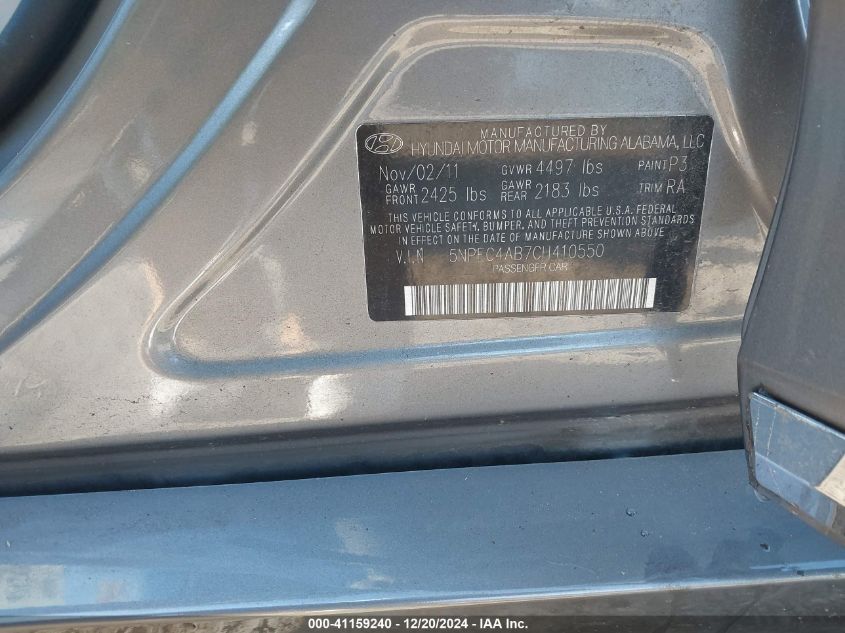 MANUFACTURED BY
HYUNDAI MOTOR MANUFACTURING ALABAMA, LLC
Nov/02/11 GVWR 4497 lbs PAINT P3
GAWR FRONT 2425 lbs GAWR REAR 2183 lbs TRIM RA
THIS VEHICLE CONFORMS TO ALL APPLICABLE U.S.A. FEDERAL
MOTOR VEHICLE SAFETY, BUMPER, AND THEFT PREVENTION STANDARDS
IN EFFECT ON THE DATE OF MANUFACTURE SHOWN ABOVE
V.I.N 5NPEC4AB7CH410550
PASSENGER CAR
000-41159240 - 12/20/2024 - IAA Inc.